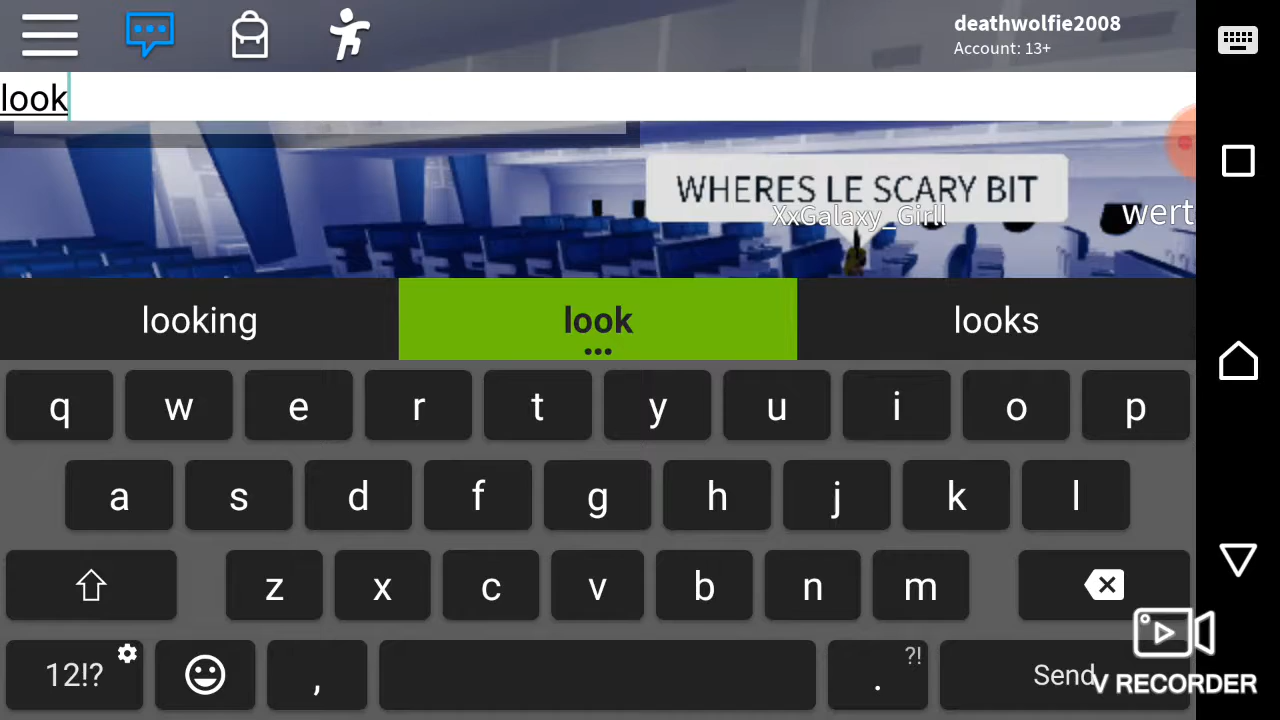 deathwolfie2008
Account: 13+
look
WHERES LE SCARY BIT
XxGalaxy_Girll
wert
looking look looks
q w e r t y u i o p
a s d f g h j k l
z x c v b n m
12!? , . ?! Send
V RECORDER